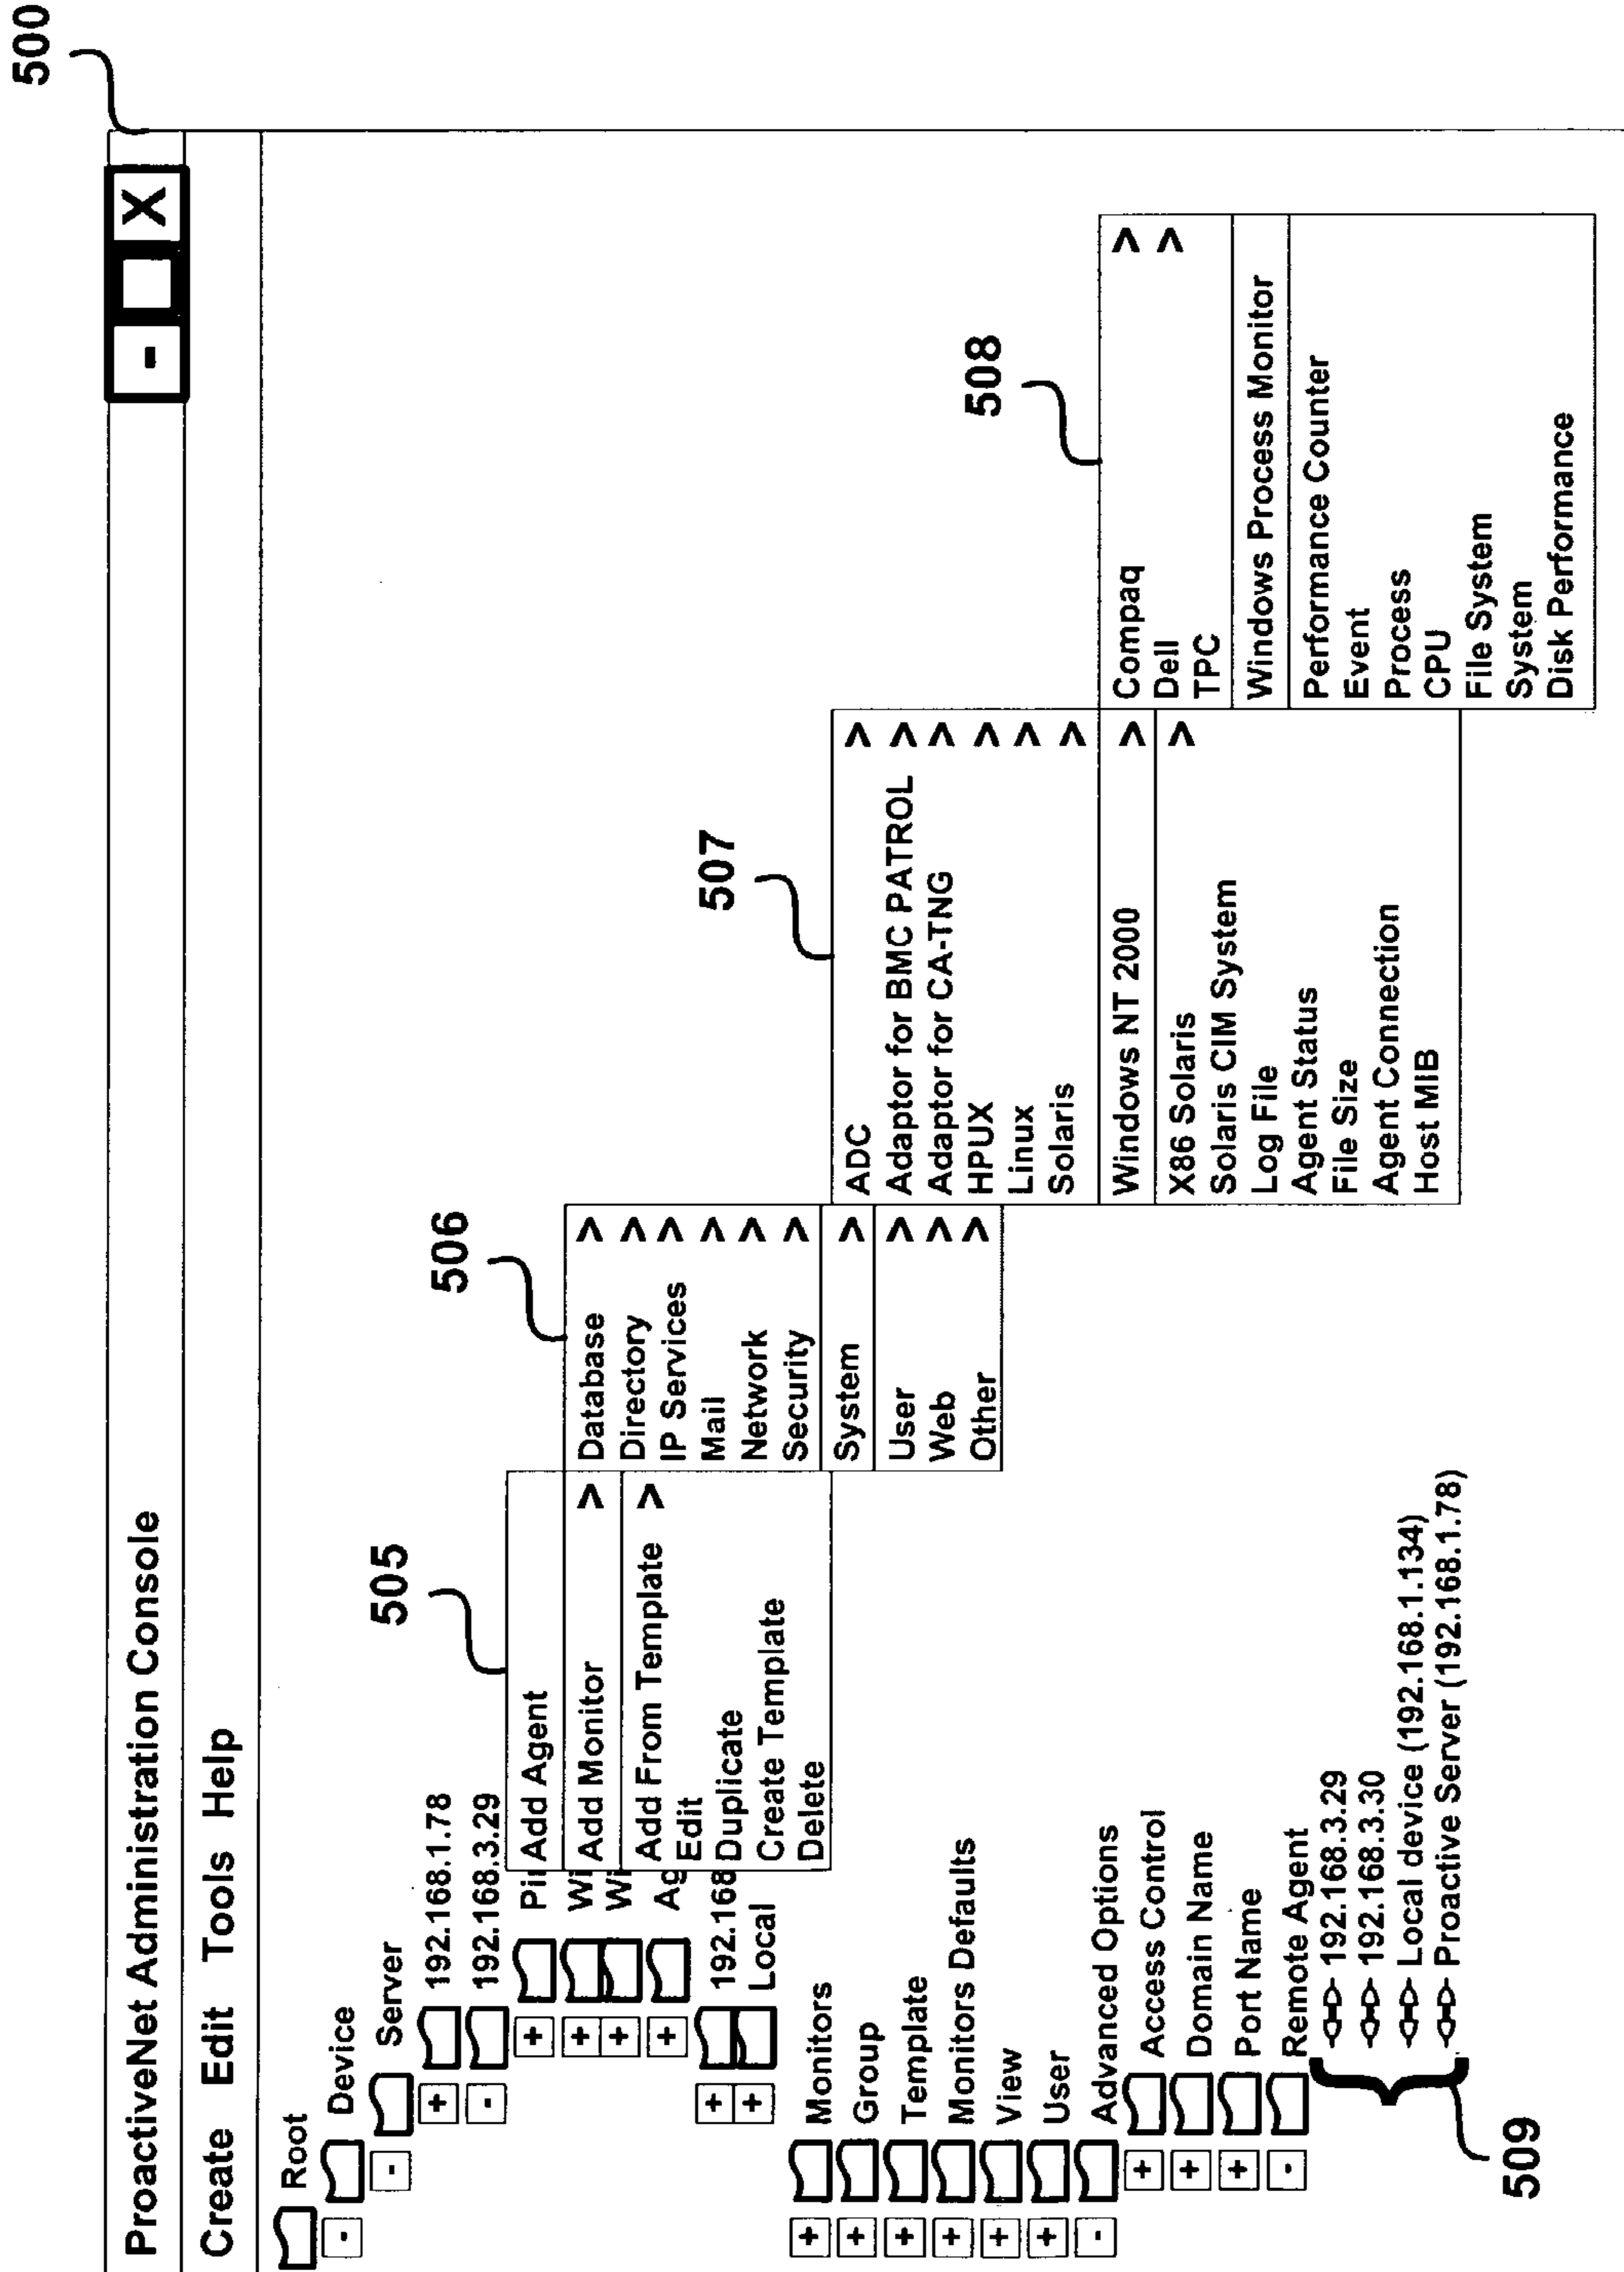 500
ProactiveNet Administration Console
- X
Create Edit Tools Help
Root
- Device
- Server
+ 192.168.1.78
- 192.168.3.29
+ Pi
+ Wi
+ Wi
+ Ag
+ 192.168
+ Local
+ Monitors
+ Group
+ Template
+ Monitors Defaults
+ View
+ User
- Advanced Options
+ Access Control
+ Domain Name
+ Port Name
- Remote Agent
192.168.3.29
192.168.3.30
Local device (192.168.1.134)
Proactive Server (192.168.1.78)
509
505
Add Agent
Add Monitor >
Add From Template >
Edit
Duplicate
Create Template
Delete
506
Database >
Directory >
IP Services >
Mail >
Network >
Security >
System >
User >
Web >
Other >
507
ADC >
Adaptor for BMC PATROL >
Adaptor for CA-TNG >
HPUX >
Linux >
Solaris >
Windows NT 2000 >
X86 Solaris >
Solaris CIM System
Log File
Agent Status
File Size
Agent Connection
Host MIB
508
Compaq >
Dell >
TPC
Windows Process Monitor
Performance Counter
Event
Process
CPU
File System
System
Disk Performance